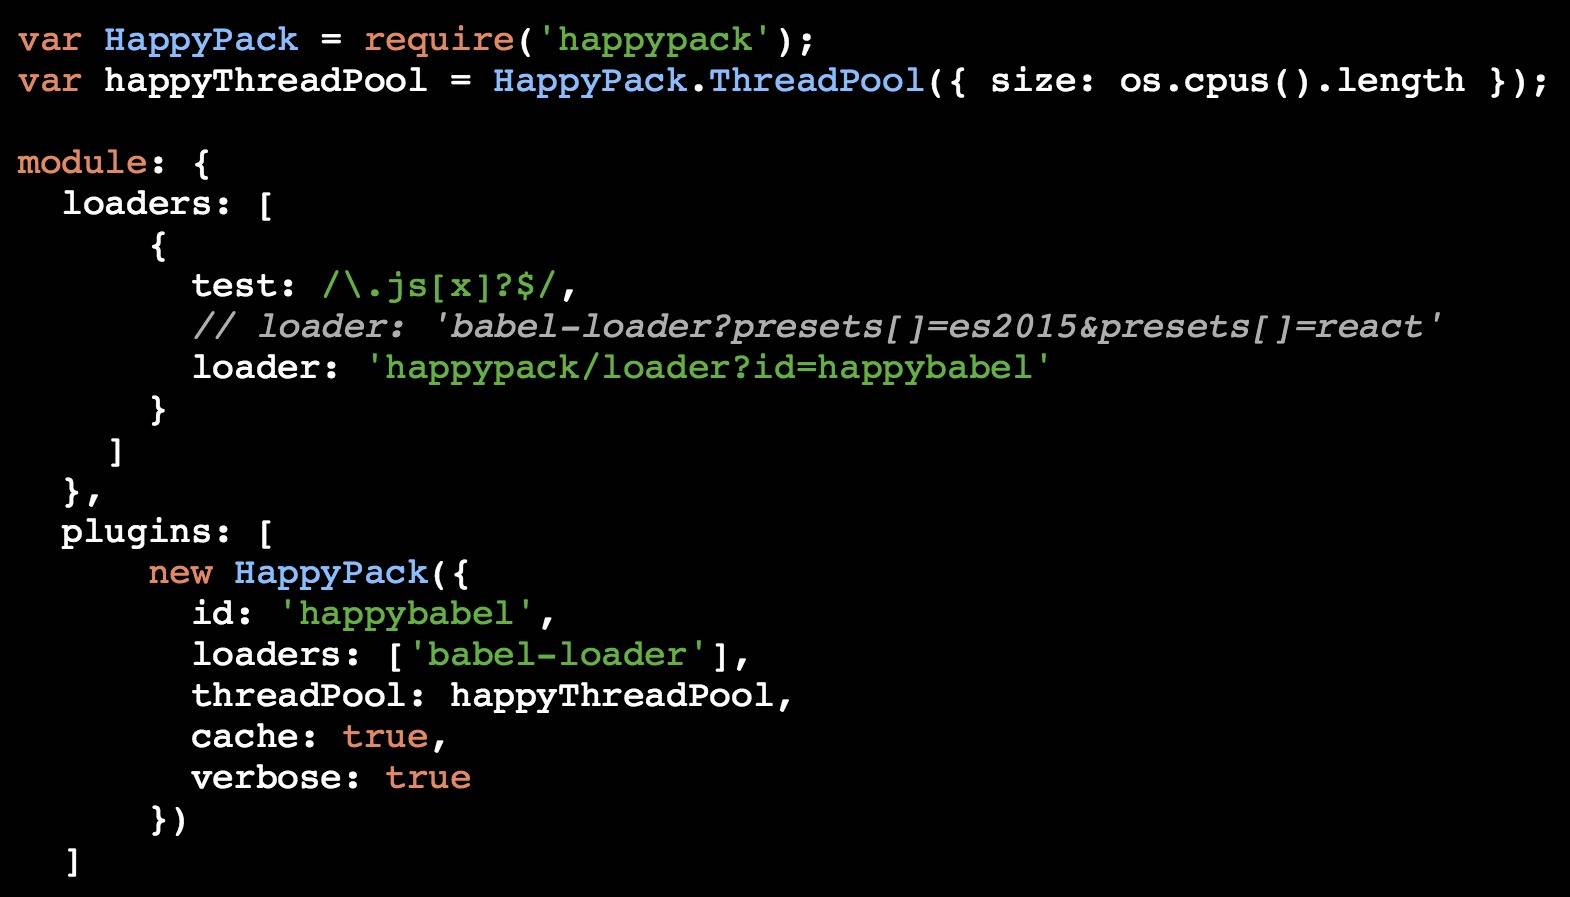 var HappyPack = require('happypack');
var happyThreadPool = HappyPack.ThreadPool({ size: os.cpus().length });

module: {
  loaders: [
      {
        test: /\.js[x]?$/,
        // loader: 'babel-loader?presets[]=es2015&presets[]=react'
        loader: 'happypack/loader?id=happybabel'
      }
    ]
  },
  plugins: [
      new HappyPack({
        id: 'happybabel',
        loaders: ['babel-loader'],
        threadPool: happyThreadPool,
        cache: true,
        verbose: true
      })
  ]